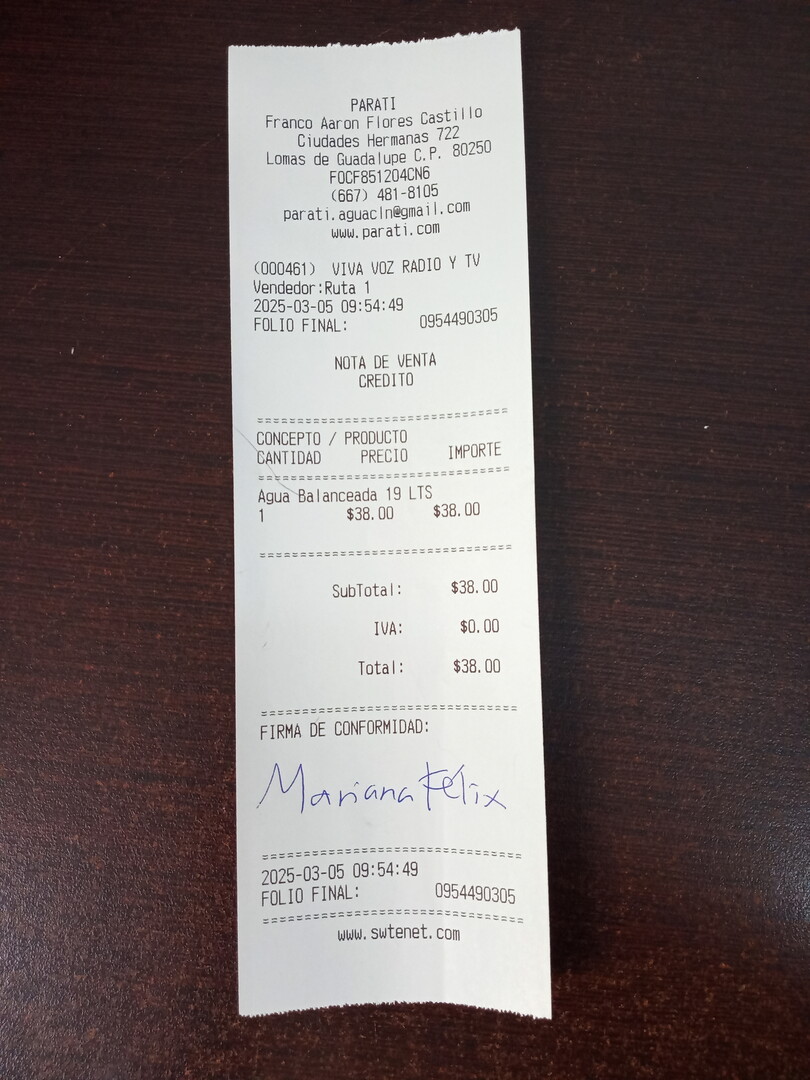 PARATI
Franco Aaron Flores Castillo
Ciudades Hermanas 722
Lomas de Guadalupe C.P. 80250
FOCF851204CN6
(667) 481-8105
parati.aguacln@gmail.com
www.parati.com
(000461) VIVA VOZ RADIO Y TV
Vendedor:Ruta 1
2025-03-05 09:54:49
FOLIO FINAL: 0954490305
NOTA DE VENTA
CREDITO
==============================
CONCEPTO / PRODUCTO
CANTIDAD PRECIO IMPORTE
==============================
Agua Balanceada 19 LTS
1 $38.00 $38.00
==============================
SubTotal: $38.00
IVA: $0.00
Total: $38.00
==============================
FIRMA DE CONFORMIDAD:
Mariana Félix
==============================
2025-03-05 09:54:49
FOLIO FINAL: 0954490305
==============================
www.swtenet.com